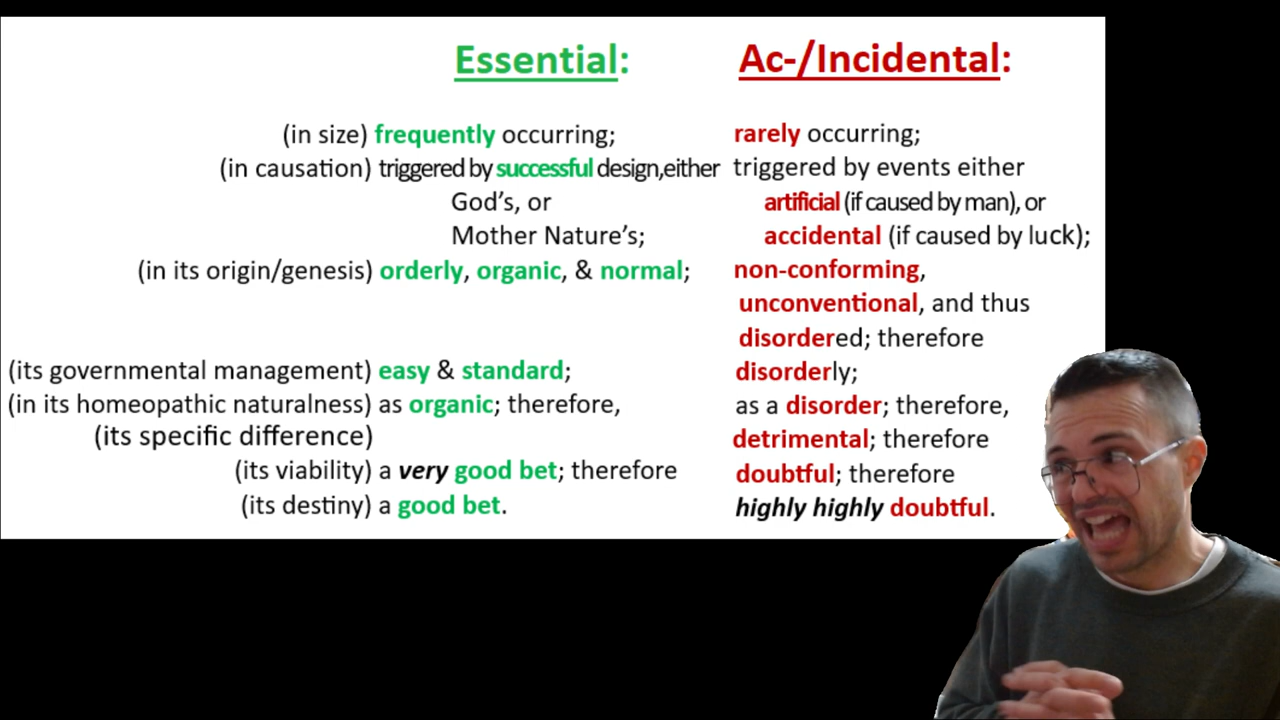 Essential: Ac-/Incidental:
(in size) frequently occurring; rarely occurring;
(in causation) triggered by successful design,either triggered by events either
God's, or artificial (if caused by man), or
Mother Nature's; accidental (if caused by luck);
(in its origin/genesis) orderly, organic, & normal; non-conforming,
unconventional, and thus
disordered; therefore
(its governmental management) easy & standard; disorderly;
(in its homeopathic naturalness) as organic; therefore, as a disorder; therefore,
(its specific difference) detrimental; therefore
(its viability) a very good bet; therefore doubtful; therefore
(its destiny) a good bet. highly highly doubtful.